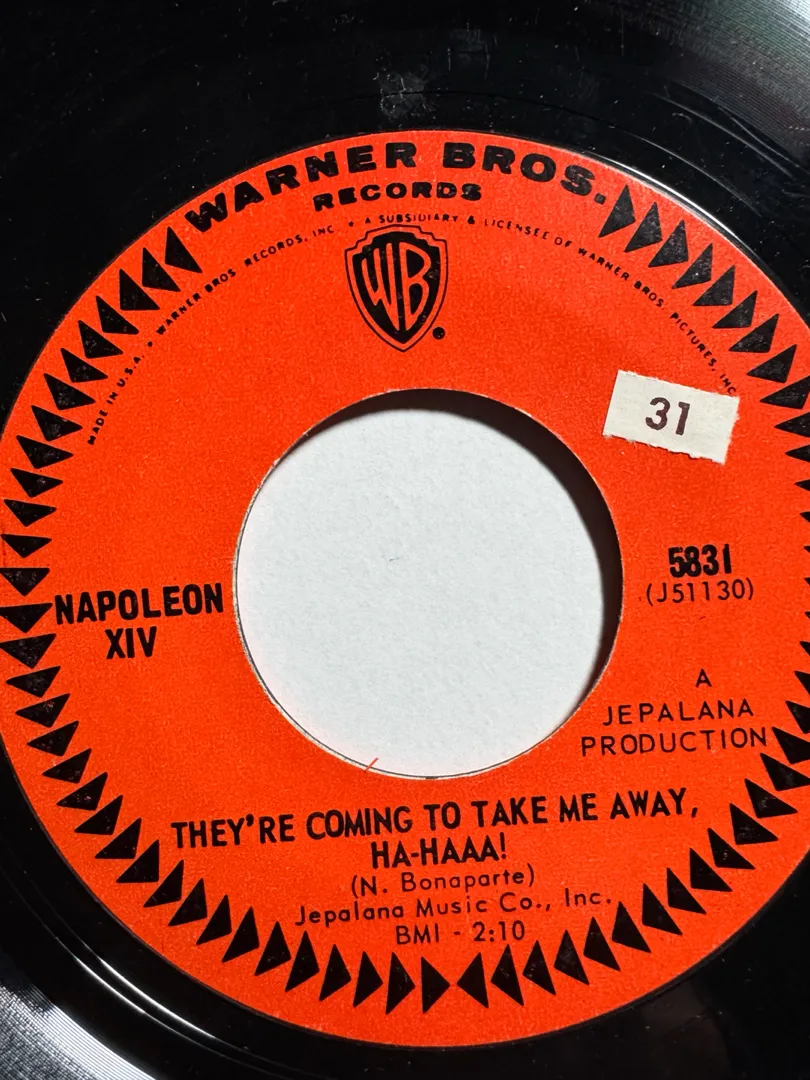 WARNER BROS.
RECORDS
MADE IN U.S.A. • WARNER BROS. RECORDS, INC. • A SUBSIDIARY & LICENSEE OF WARNER BROS. PICTURES, INC.
WB
31
5831
(J51130)
NAPOLEON
XIV
A
JEPALANA
PRODUCTION
THEY'RE COMING TO TAKE ME AWAY,
HA-HAAA!
(N. Bonaparte)
Jepalana Music Co., Inc.
BMI - 2:10